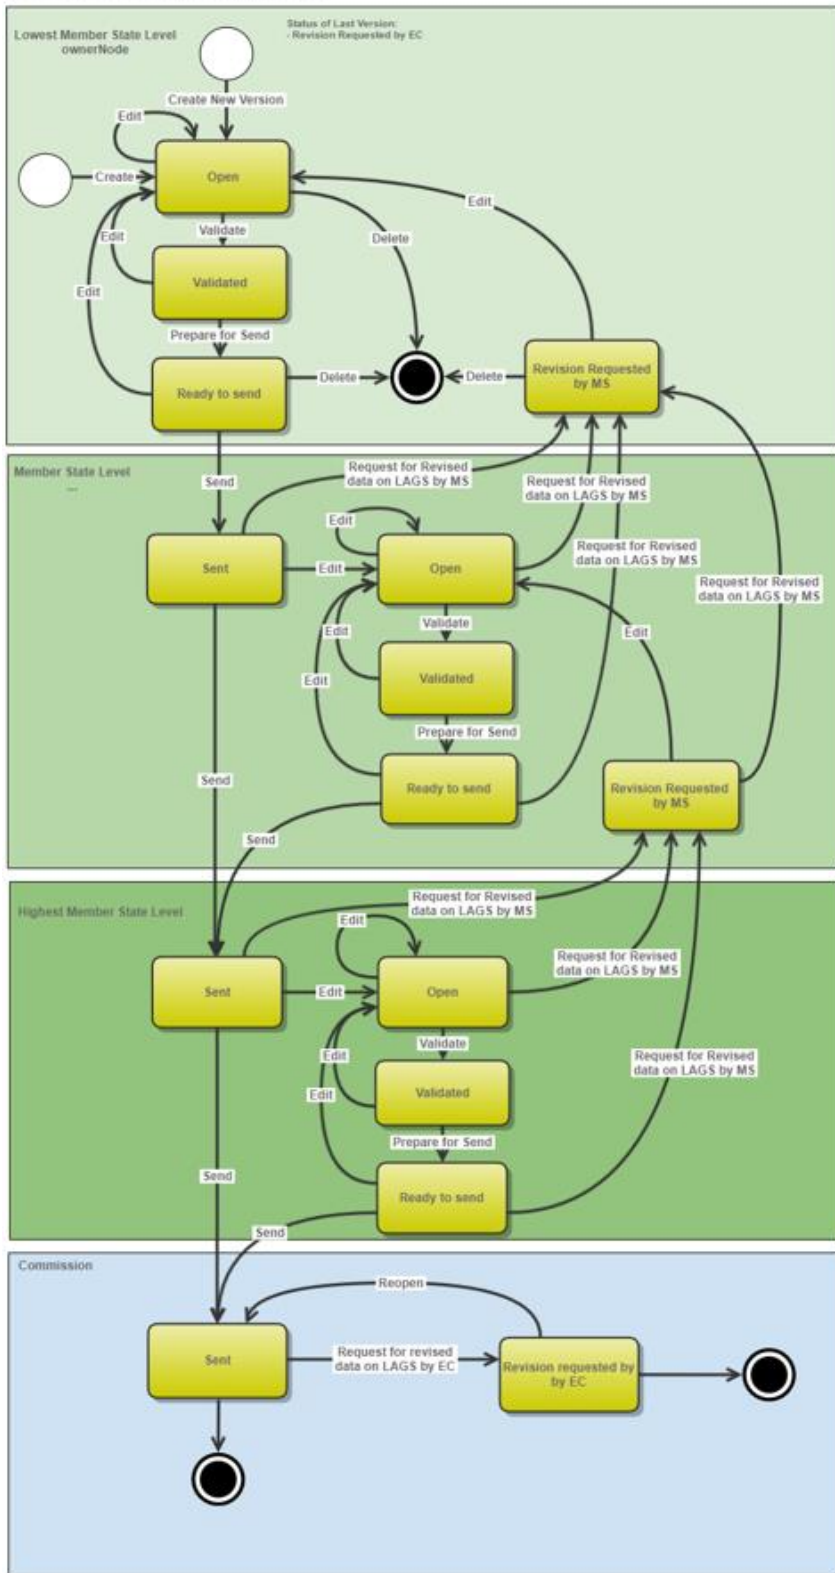 Lowest Member State Level
ownerNode
Status of Last Version:
- Revision Requested by EC
Create New Version
Edit
Create
Open
Edit
Validate
Delete
Edit
Validated
Edit
Prepare for Send
Ready to send
Delete
Delete
Revision Requested
by MS
Member State Level
...
Send
Request for Revised
data on LAGS by MS
Request for Revised
data on LAGS by MS
Edit
Request for Revised
data on LAGS by MS
Sent
Edit
Open
Request for Revised
data on LAGS by MS
Validate
Edit
Edit
Edit
Validated
Prepare for Send
Send
Ready to send
Revision Requested
by MS
Send
Highest Member State Level
Request for Revised
data on LAGS by MS
Edit
Request for Revised
data on LAGS by MS
Sent
Edit
Open
Validate
Edit
Request for Revised
data on LAGS by MS
Edit
Validated
Prepare for Send
Send
Ready to send
Send
Commission
Reopen
Sent
Request for revised
data on LAGS by EC
Revision requested by
by EC